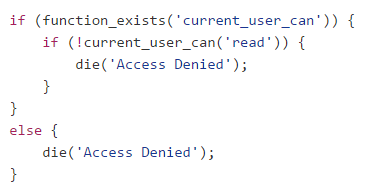 if (function_exists('current_user_can')) {
    if (!current_user_can('read')) {
        die('Access Denied');
    }
}
else {
    die('Access Denied');
}